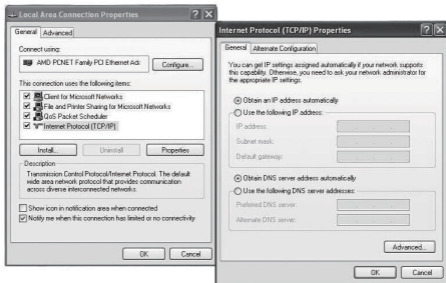 Local Area Connection Properties
General Advanced
Connect using:
AMD PCNET Family PCI Ethernet Ada
Configure...
This connection uses the following items:
Client for Microsoft Networks
File and Printer Sharing for Microsoft Networks
QoS Packet Scheduler
Internet Protocol (TCP/IP)
Install... Uninstall Properties
Description
Transmission Control Protocol/Internet Protocol. The default
wide area network protocol that provides communication
across diverse interconnected networks.
Show icon in notification area when connected
Notify me when this connection has limited or no connectivity
OK Cancel
Internet Protocol (TCP/IP) Properties
General Alternate Configuration
You can get IP settings assigned automatically if your network supports
this capability. Otherwise, you need to ask your network administrator for
the appropriate IP settings.
Obtain an IP address automatically
Use the following IP address:
IP address:
Subnet mask:
Default gateway:
Obtain DNS server address automatically
Use the following DNS server addresses:
Preferred DNS server:
Alternate DNS server:
Advanced...
OK Cancel